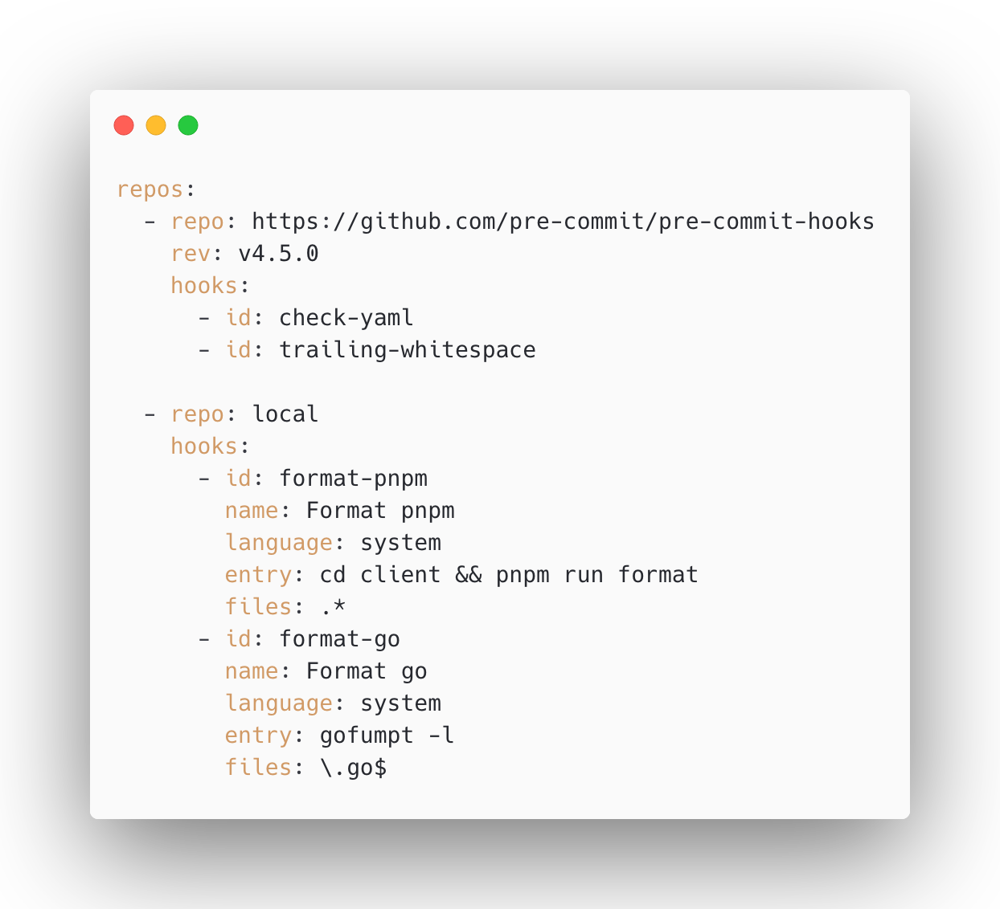 repos:
  - repo: https://github.com/pre-commit/pre-commit-hooks
    rev: v4.5.0
    hooks:
      - id: check-yaml
      - id: trailing-whitespace

  - repo: local
    hooks:
      - id: format-pnpm
        name: Format pnpm
        language: system
        entry: cd client && pnpm run format
        files: .*
      - id: format-go
        name: Format go
        language: system
        entry: gofumpt -l
        files: \.go$